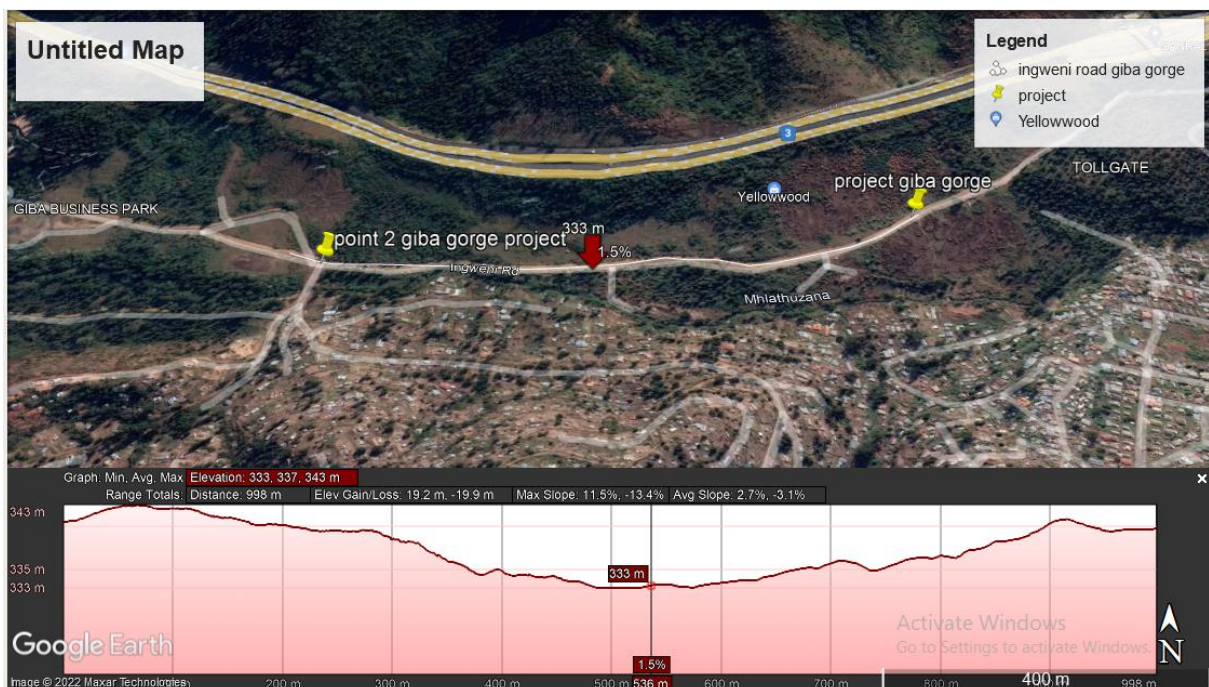 Untitled Map
Legend
ingweni road giba gorge
project
Yellowwood
3
TOLLGATE
project giba gorge
Yellowwood
GIBA BUSINESS PARK
point 2 giba gorge project
333 m
1.5%
Ingweni Rd
Mhlathuzana
Graph: Min, Avg, Max Elevation: 333, 337, 343 m
Range Totals: Distance: 998 m Elev Gain/Loss: 19.2 m, -19.9 m Max Slope: 11.5%, -13.4% Avg Slope: 2.7%, -3.1%
343 m
335 m
333 m
333 m
Activate Windows
Go to Settings to activate Windows.
Google Earth
N
1.5%
400 m
Image © 2022 Maxar Technologies
200 m 300 m 400 m 500 m 536 m 600 m 700 m 800 m 998 m